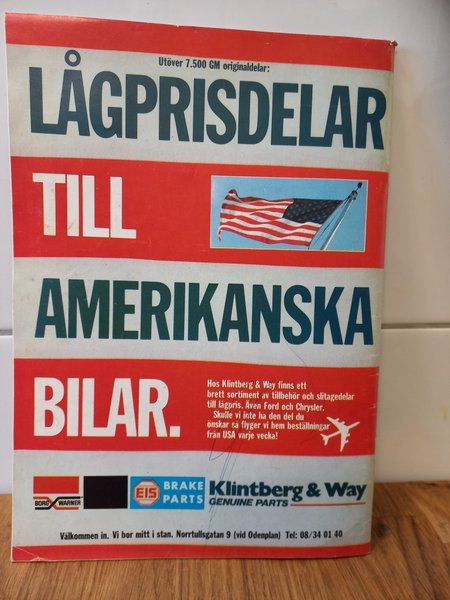 Utöver 7.500 GM originaldelar:
LÅGPRISDELAR
TILL
AMERIKANSKA
BILAR.
Hos Klintberg & Way finns ett
brett sortiment av tillbehör och slitagedelar
till lågpris. Även Ford och Chrysler.
Skulle vi inte ha den del du
önskar så flyger vi hem beställningar
från USA varje vecka!
BORG WARNER
EIS
BRAKE
PARTS
Klintberg & Way
GENUINE PARTS
Välkommen in. Vi bor mitt i stan. Norrtullsgatan 9 (vid Odenplan) Tel: 08/34 01 40